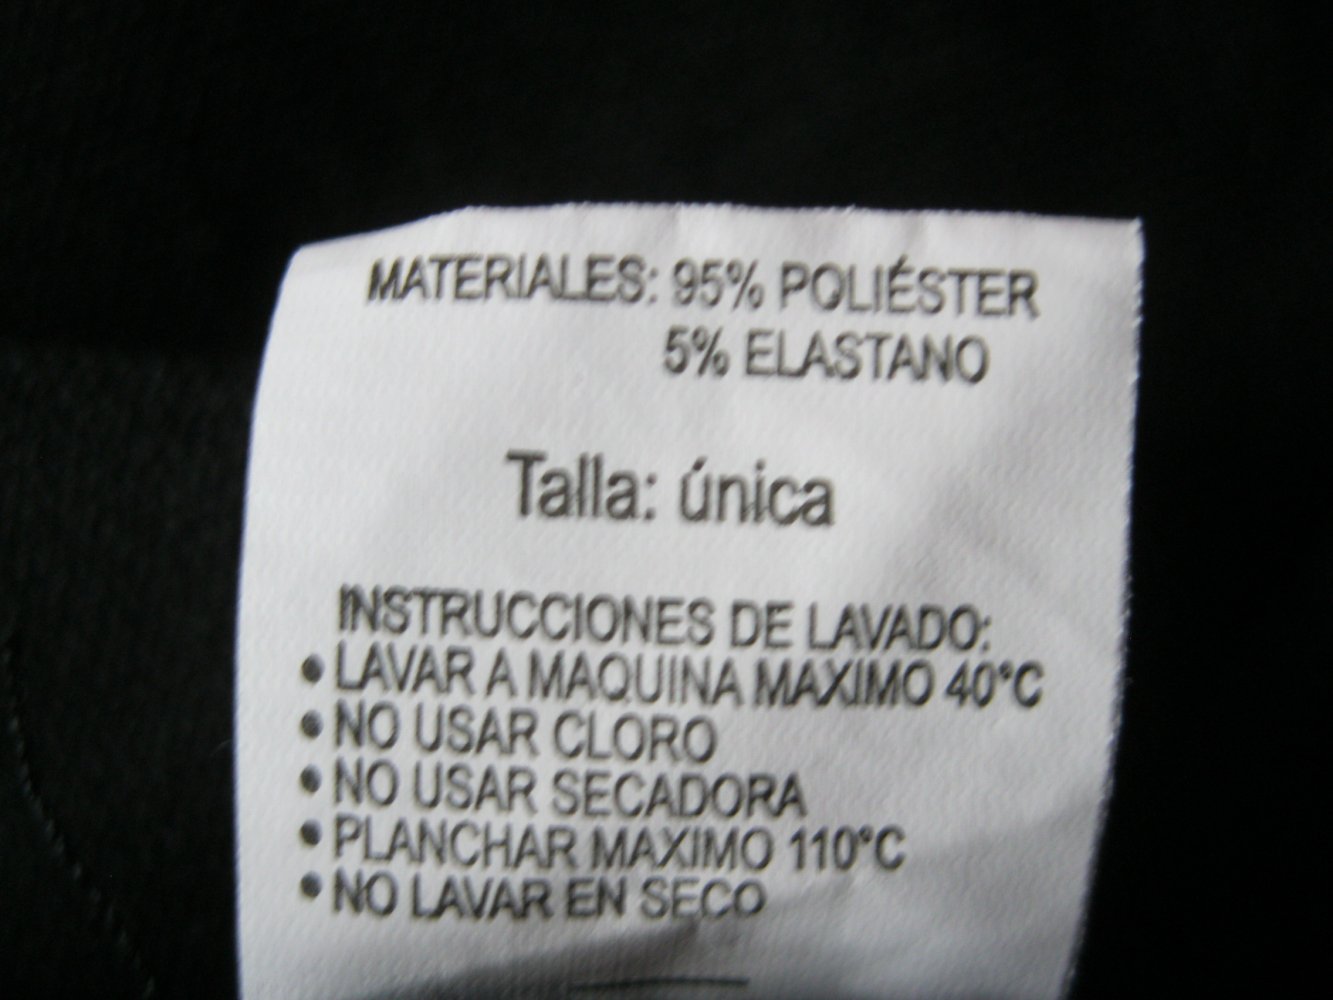 MATERIALES: 95% POLIÉSTER
5% ELASTANO
Talla: única
INSTRUCCIONES DE LAVADO:
• LAVAR A MAQUINA MAXIMO 40°C
• NO USAR CLORO
• NO USAR SECADORA
• PLANCHAR MAXIMO 110°C
• NO LAVAR EN SECO